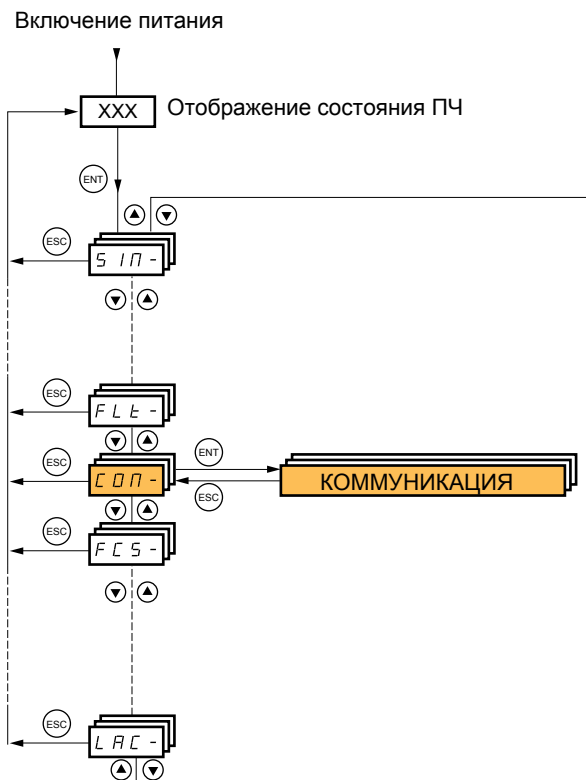 Включение питания
XXX Отображение состояния ПЧ
ENT
ESC
SIM-
ESC
FLt-
ESC ENT
COM- КОММУНИКАЦИЯ
ESC
ESC
FCS-
ESC
LAC-